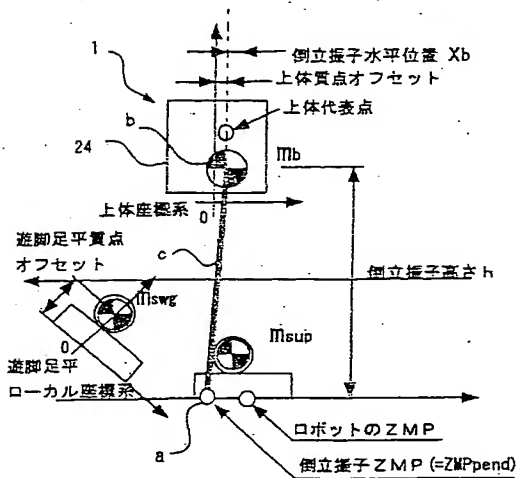 倒立振子水平位置 Xb
上体質点オフセット
1
上体代表点
b
24
mb
上体座標系
0
遊脚足平質点
オフセット
c
倒立振子高さh
mswg
msup
0
遊脚足平
ローカル座標系
ロボットのZMP
a
倒立振子ZMP (=ZMPpend)